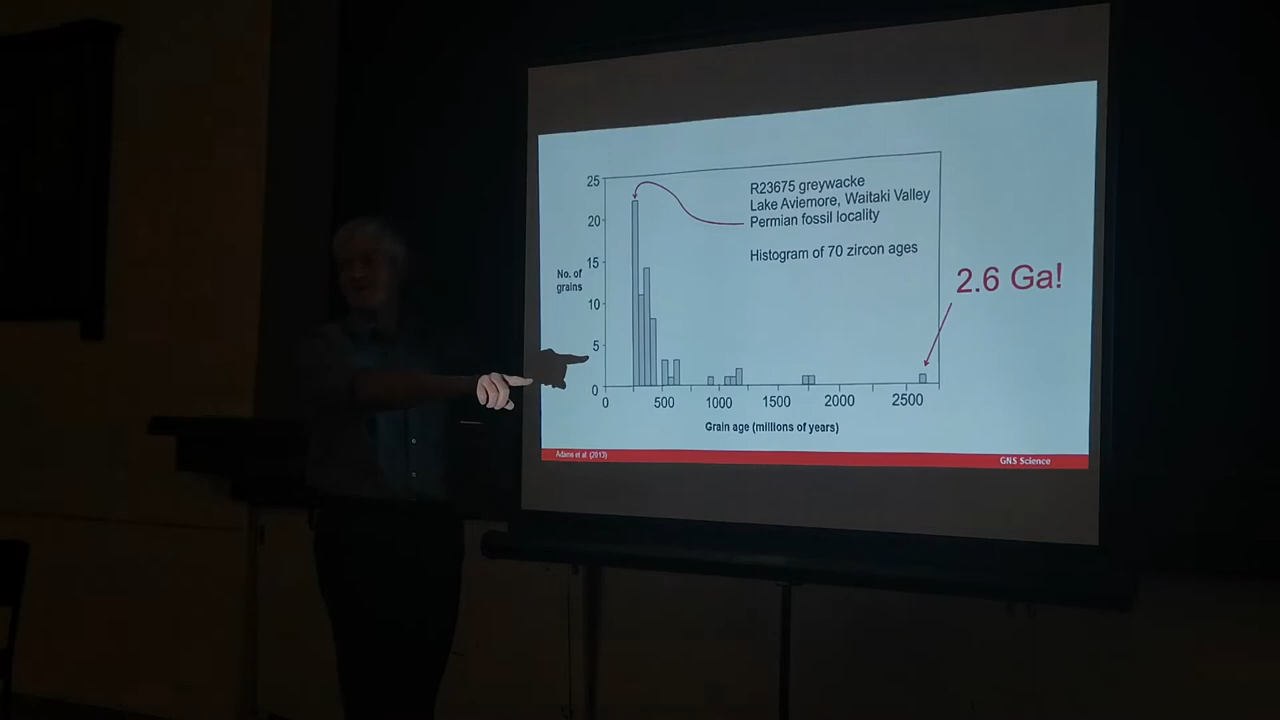 25
20
15
10
5
0
No. of
grains
R23675 greywacke
Lake Aviemore, Waitaki Valley
Permian fossil locality
Histogram of 70 zircon ages
2.6 Ga!
0 500 1000 1500 2000 2500
Grain age (millions of years)
Adams et al (2013)
GNS Science